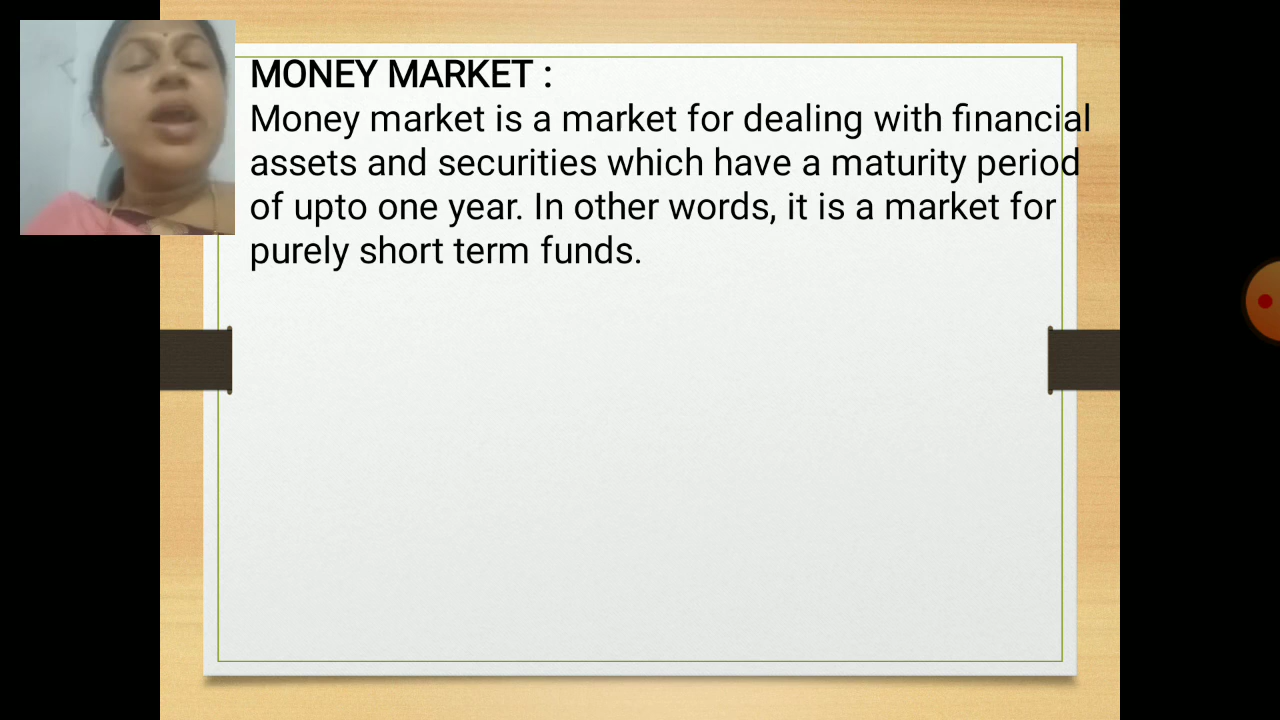 MONEY MARKET :
Money market is a market for dealing with financial
assets and securities which have a maturity period
of upto one year. In other words, it is a market for
purely short term funds.